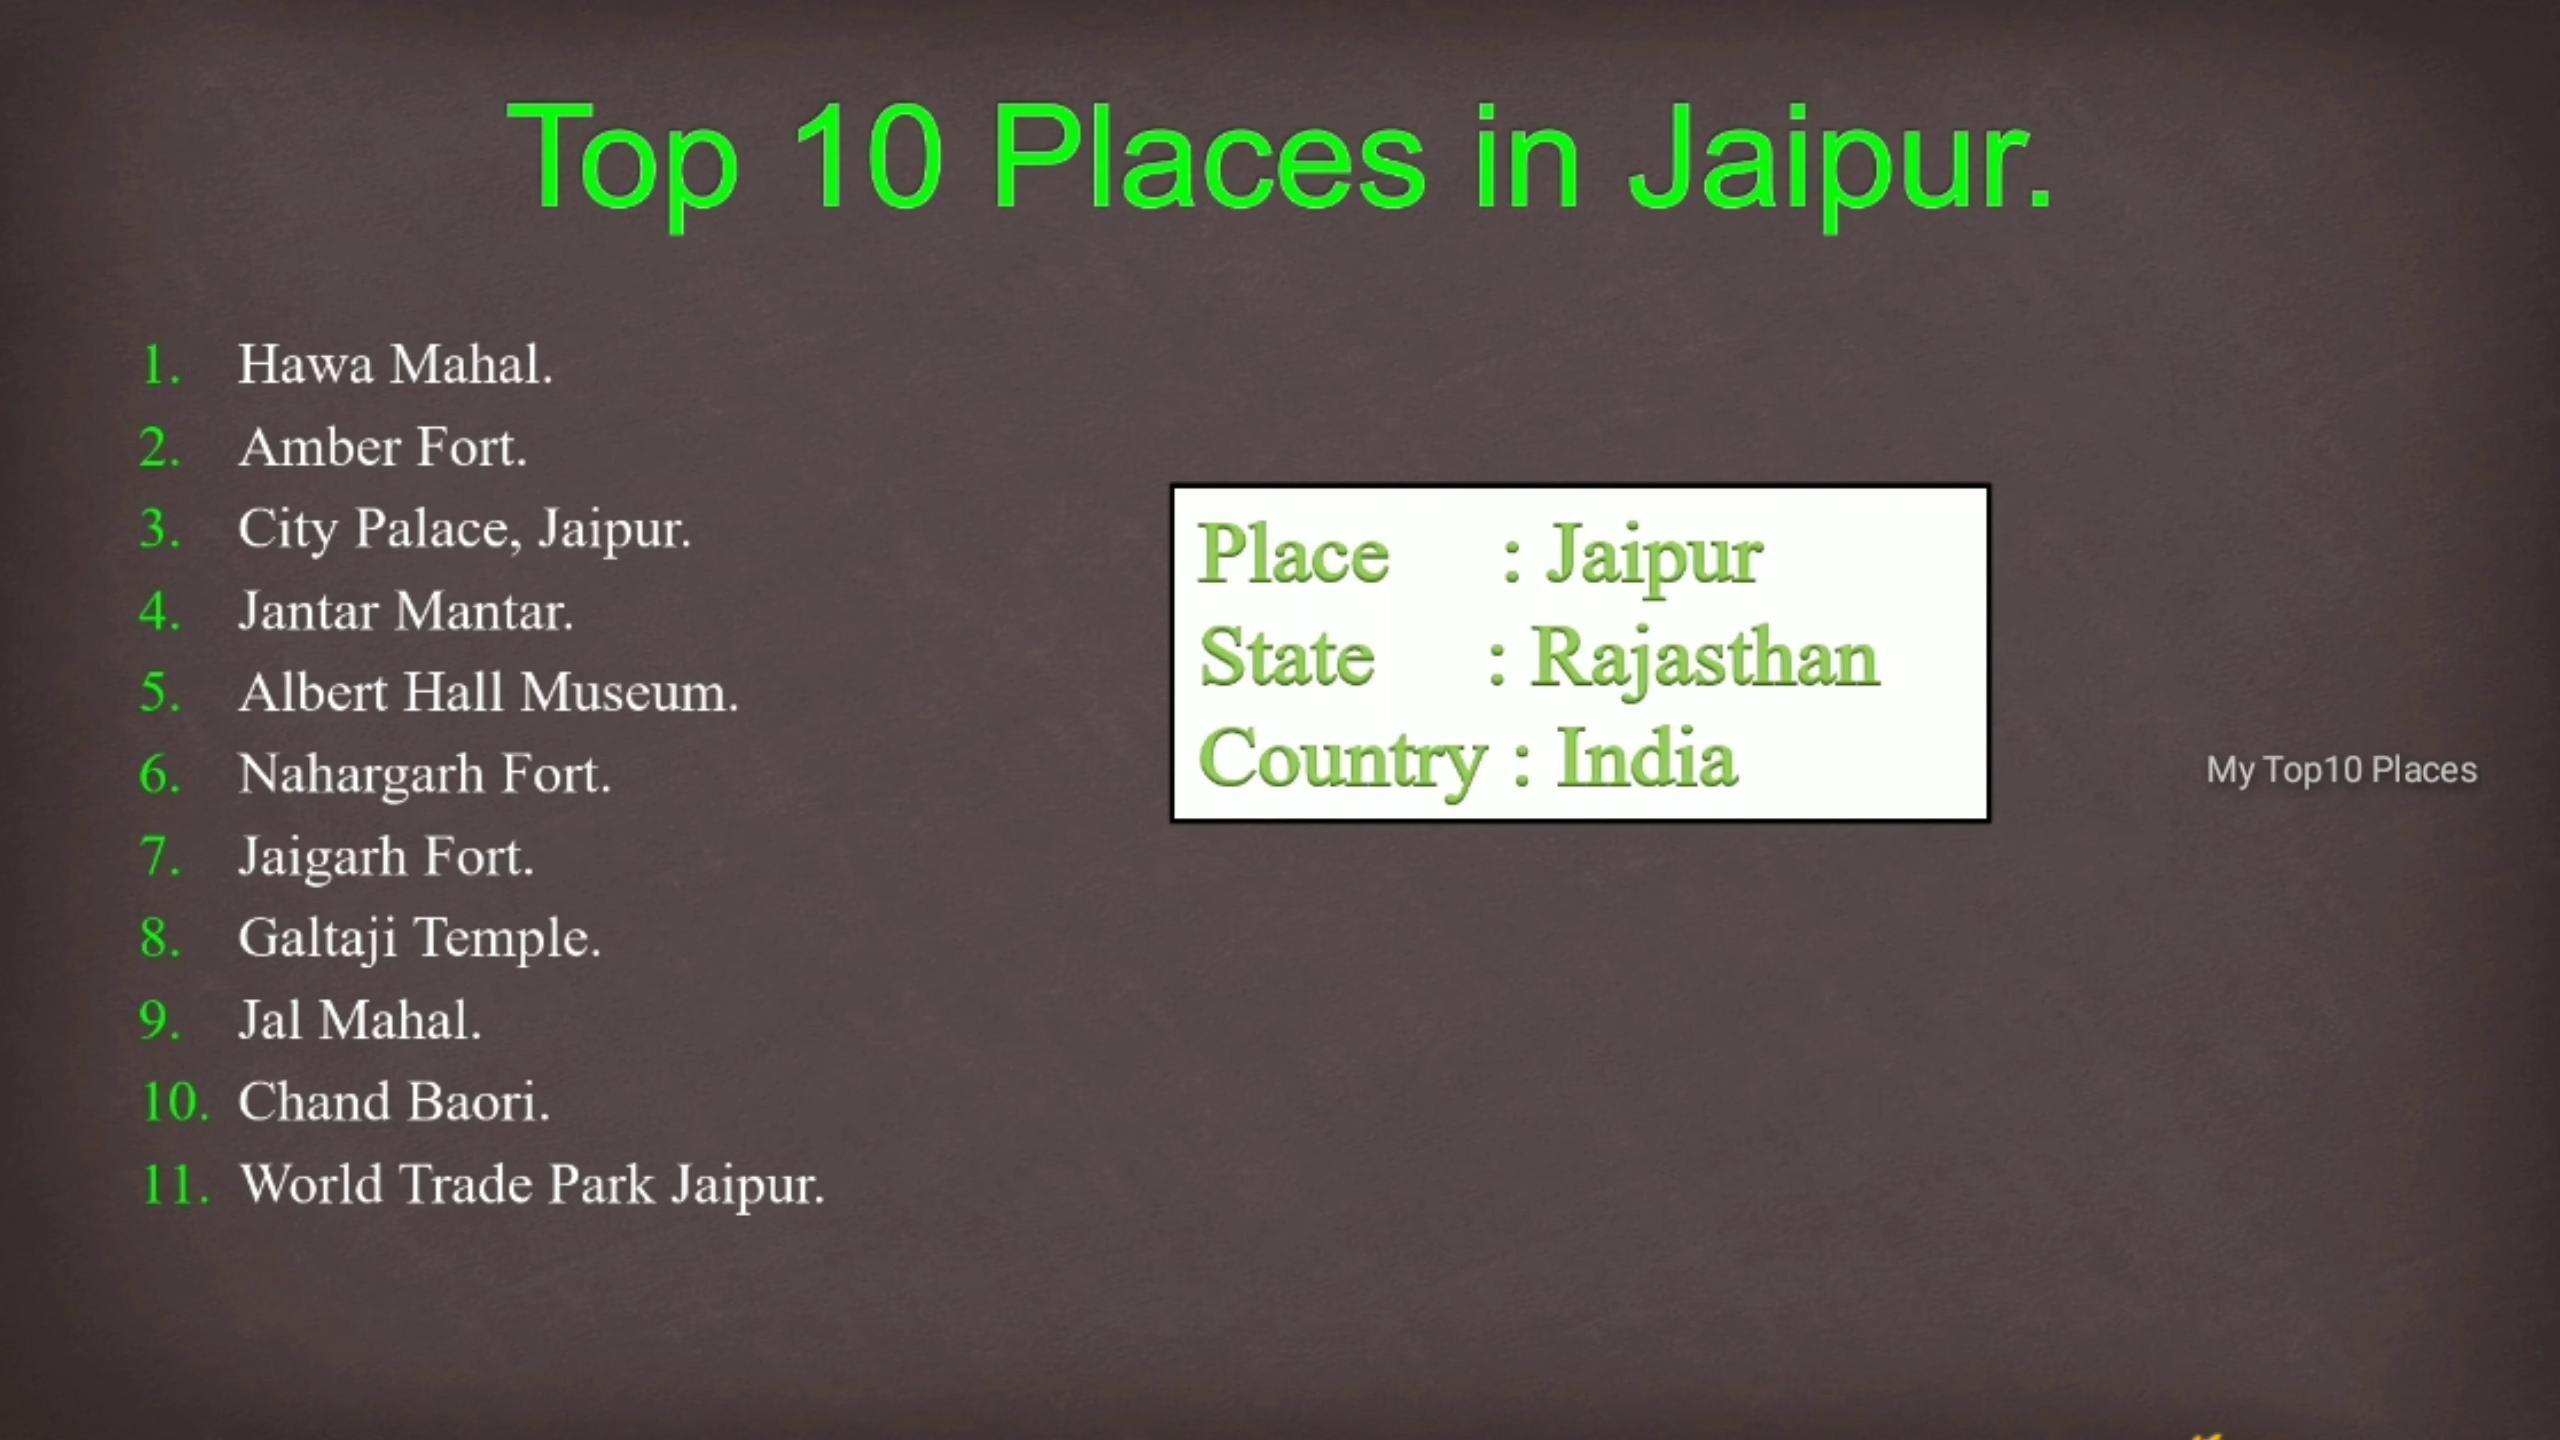 Top 10 Places in Jaipur.
1. Hawa Mahal.
2. Amber Fort.
3. City Palace, Jaipur.
4. Jantar Mantar.
5. Albert Hall Museum.
6. Nahargarh Fort.
7. Jaigarh Fort.
8. Galtaji Temple.
9. Jal Mahal.
10. Chand Baori.
11. World Trade Park Jaipur.
Place : Jaipur
State : Rajasthan
Country : India
My Top10 Places